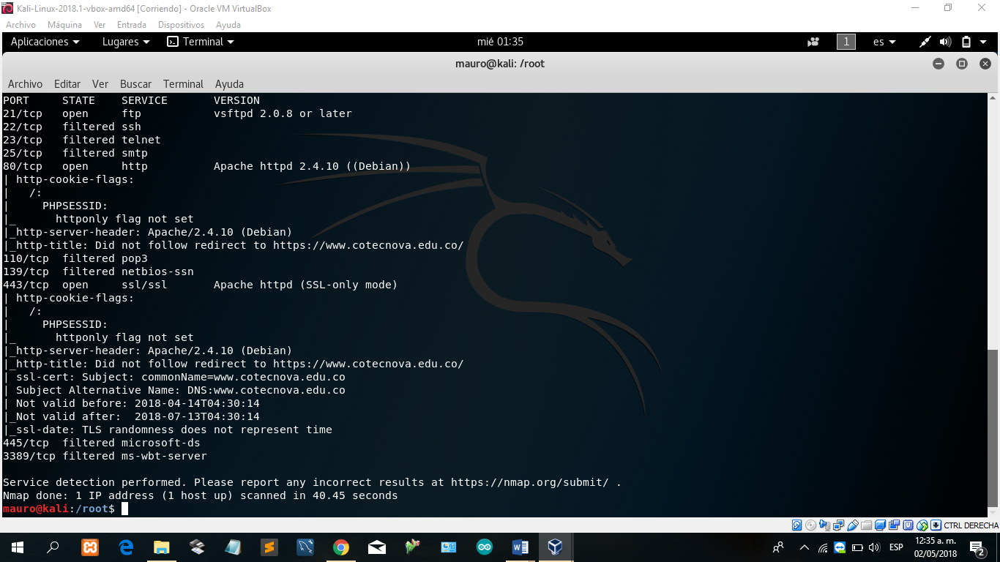 Kali-Linux-2018.1-vbox-amd64 [Corriendo] - Oracle VM VirtualBox
Archivo Máquina Ver Entrada Dispositivos Ayuda
Aplicaciones Lugares Terminal mié 01:35 1 es
mauro@kali: /root
Archivo Editar Ver Buscar Terminal Ayuda
PORT     STATE    SERVICE       VERSION
21/tcp   open     ftp           vsftpd 2.0.8 or later
22/tcp   filtered ssh
23/tcp   filtered telnet
25/tcp   filtered smtp
80/tcp   open     http          Apache httpd 2.4.10 ((Debian))
| http-cookie-flags:
|   /:
|     PHPSESSID:
|_      httponly flag not set
|_http-server-header: Apache/2.4.10 (Debian)
|_http-title: Did not follow redirect to https://www.cotecnova.edu.co/
110/tcp  filtered pop3
139/tcp  filtered netbios-ssn
443/tcp  open     ssl/ssl       Apache httpd (SSL-only mode)
| http-cookie-flags:
|   /:
|     PHPSESSID:
|_      httponly flag not set
|_http-server-header: Apache/2.4.10 (Debian)
|_http-title: Did not follow redirect to https://www.cotecnova.edu.co/
| ssl-cert: Subject: commonName=www.cotecnova.edu.co
| Subject Alternative Name: DNS:www.cotecnova.edu.co
| Not valid before: 2018-04-14T04:30:14
|_Not valid after:  2018-07-13T04:30:14
|_ssl-date: TLS randomness does not represent time
445/tcp  filtered microsoft-ds
3389/tcp filtered ms-wbt-server
Service detection performed. Please report any incorrect results at https://nmap.org/submit/ .
Nmap done: 1 IP address (1 host up) scanned in 40.45 seconds
mauro@kali:/root$
CTRL DERECHA
ESP 12:35 a. m.
02/05/2018 2